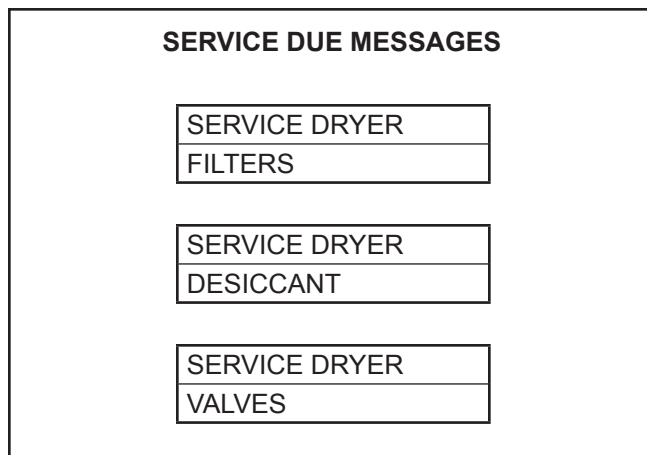 SERVICE DUE MESSAGES
SERVICE DRYER
FILTERS
SERVICE DRYER
DESICCANT
SERVICE DRYER
VALVES